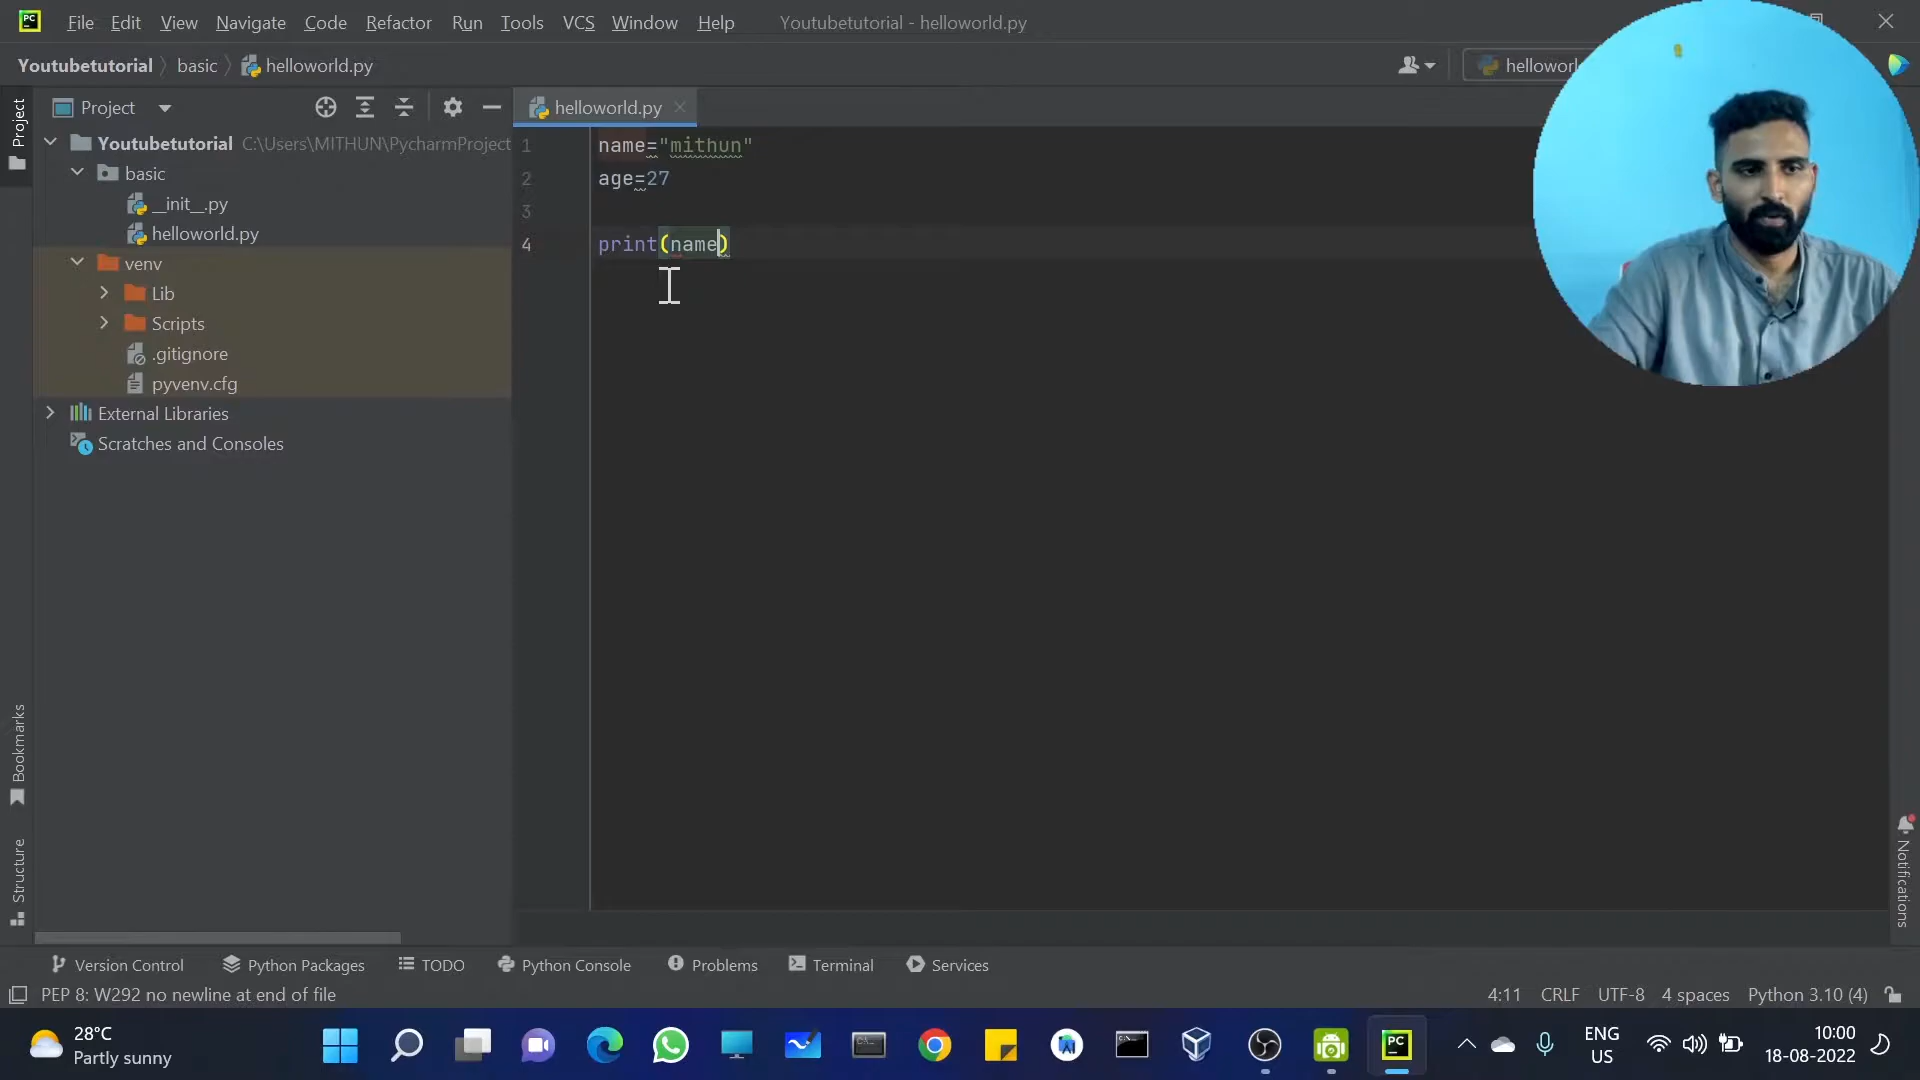 File Edit View Navigate Code Refactor Run Tools VCS Window Help Youtubetutorial - helloworld.py
Youtubetutorial basic helloworld.py
Project
Project
Youtubetutorial C:\Users\MITHUN\PycharmProject
basic
__init__.py
helloworld.py
venv
Lib
Scripts
.gitignore
pyvenv.cfg
External Libraries
Scratches and Consoles
Bookmarks
Structure
helloworld.py
1 name="mithun"
2 age=27
3
4 print(name)
Notifications
Version Control Python Packages TODO Python Console Problems Terminal Services
PEP 8: W292 no newline at end of file 4:11 CRLF UTF-8 4 spaces Python 3.10 (4)
28°C
Partly sunny
ENG
US
10:00
18-08-2022